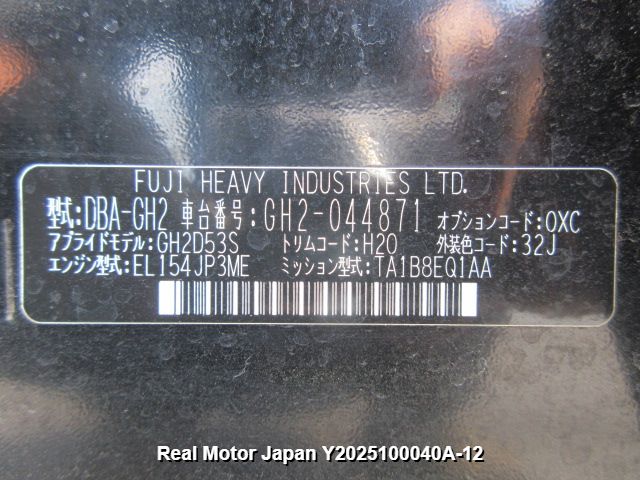 FUJI HEAVY INDUSTRIES LTD.
型式:DBA-GH2 車台番号:GH2-044871 オプションコード:0XC
アプライドモデル:GH2D53S トリムコード:H20 外装色コード:32J
エンジン型式:EL154JP3ME ミッション型式:TA1B8EQ1AA
Real Motor Japan Y2025100040A-12